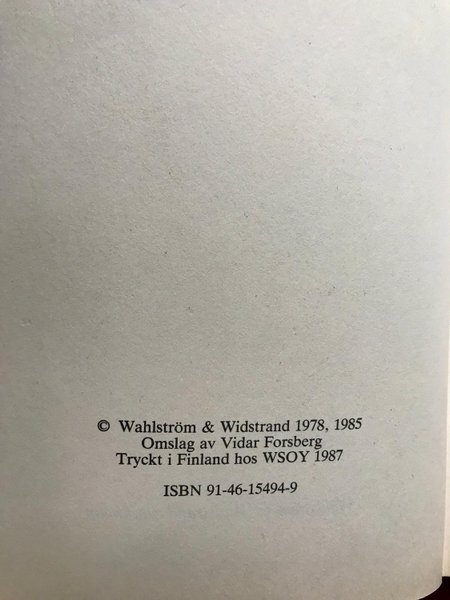 © Wahlström & Widstrand 1978, 1985
Omslag av Vidar Forsberg
Tryckt i Finland hos WSOY 1987
ISBN 91-46-15494-9